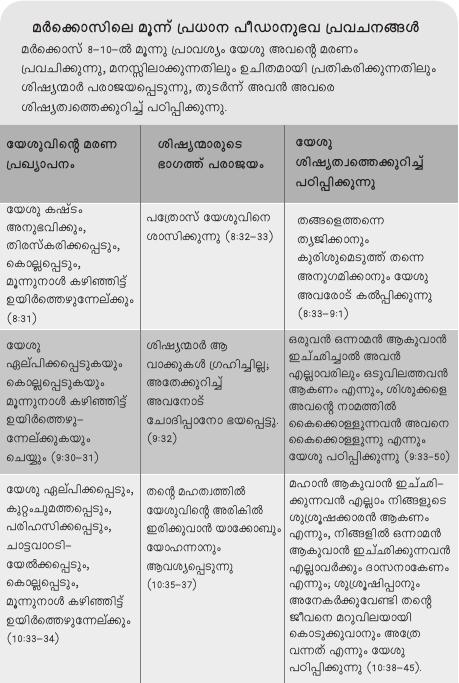 മർക്കൊസിലെ മൂന്ന് പ്രധാന പീഡാനുഭവ പ്രവചനങ്ങൾ
മർക്കൊസ് 8-10-ൽ മൂന്നു പ്രാവശ്യം യേശു അവന്റെ മരണം
പ്രവചിക്കുന്നു, മനസ്സിലാക്കുന്നതിലും ഉചിതമായി പ്രതികരിക്കുന്നതിലും
ശിഷ്യന്മാർ പരാജയപ്പെടുന്നു, തുടർന്ന് അവൻ അവരെ
ശിഷ്യത്വത്തെക്കുറിച്ച് പഠിപ്പിക്കുന്നു.
യേശുവിന്റെ മരണ
പ്രഖ്യാപനം
ശിഷ്യന്മാരുടെ
ഭാഗത്ത് പരാജയം
യേശു
ശിഷ്യത്വത്തെക്കുറിച്ച്
പഠിപ്പിക്കുന്നു
യേശു കഷ്ടം
അനുഭവിക്കും,
തിരസ്കരിക്കപ്പെടും,
കൊല്ലപ്പെടും,
മൂന്നുനാൾ കഴിഞ്ഞിട്ട്
ഉയിർത്തെഴുന്നേല്ക്കും
(8:31)
പത്രോസ് യേശുവിനെ
ശാസിക്കുന്നു (8:32-33)
തങ്ങളെത്തന്നെ
ത്യജിക്കാനും
കുരിശുമെടുത്ത് തന്നെ
അനുഗമിക്കാനും യേശു
അവരോട് കൽപ്പിക്കുന്നു
(8:33-9:1)
യേശു
ഏല്പിക്കപ്പെടുകയും
കൊല്ലപ്പെടുകയും
മൂന്നുനാൾ കഴിഞ്ഞിട്ട്
ഉയിർത്തെഴു-
ന്നേല്ക്കുകയും
ചെയ്യും (9:30-31)
ശിഷ്യന്മാർ ആ
വാക്കുകൾ ഗ്രഹിച്ചില്ല;
അതേക്കുറിച്ച്
അവനോട്
ചോദിപ്പാനോ ഭയപ്പെട്ടു.
(9:32)
ഒരുവൻ ഒന്നാമൻ ആകുവാൻ
ഇച്ഛിച്ചാൽ അവൻ
എല്ലാവരിലും ഒടുവിലത്തവൻ
ആകണം എന്നും, ശിശുക്കളെ
അവന്റെ നാമത്തിൽ
കൈക്കൊള്ളുന്നവൻ അവനെ
കൈക്കൊള്ളുന്നു എന്നും
യേശു പഠിപ്പിക്കുന്നു (9:33-50)
യേശു ഏല്പിക്കപ്പെടും,
കുറ്റംചുമത്തപ്പെടും,
പരിഹസിക്കപ്പെടും,
ചാട്ടവാറടി-
യേൽക്കപ്പെടും,
കൊല്ലപ്പെടും,
മൂന്നുനാൾ കഴിഞ്ഞിട്ട്
ഉയിർത്തെഴുന്നേല്ക്കും
(10:33-34)
തന്റെ മഹത്വത്തിൽ
യേശുവിന്റെ അരികിൽ
ഇരിക്കുവാൻ യാക്കോബും
യോഹന്നാനും
ആവശ്യപ്പെടുന്നു
(10:35-37)
മഹാൻ ആകുവാൻ ഇച്ഛി-
ക്കുന്നവൻ എല്ലാം നിങ്ങളുടെ
ശുശ്രൂഷക്കാരൻ ആകണം
എന്നും, നിങ്ങളിൽ ഒന്നാമൻ
ആകുവാൻ ഇച്ഛിക്കുന്നവൻ
എല്ലാവർക്കും ദാസനാകേണം
എന്നും; ശുശ്രൂഷിപ്പാനും
അനേകർക്കുവേണ്ടി തന്റെ
ജീവനെ മറുവിലയായി
കൊടുക്കുവാനും അത്രേ
വന്നത് എന്നും യേശു
പഠിപ്പിക്കുന്നു (10:38-45).